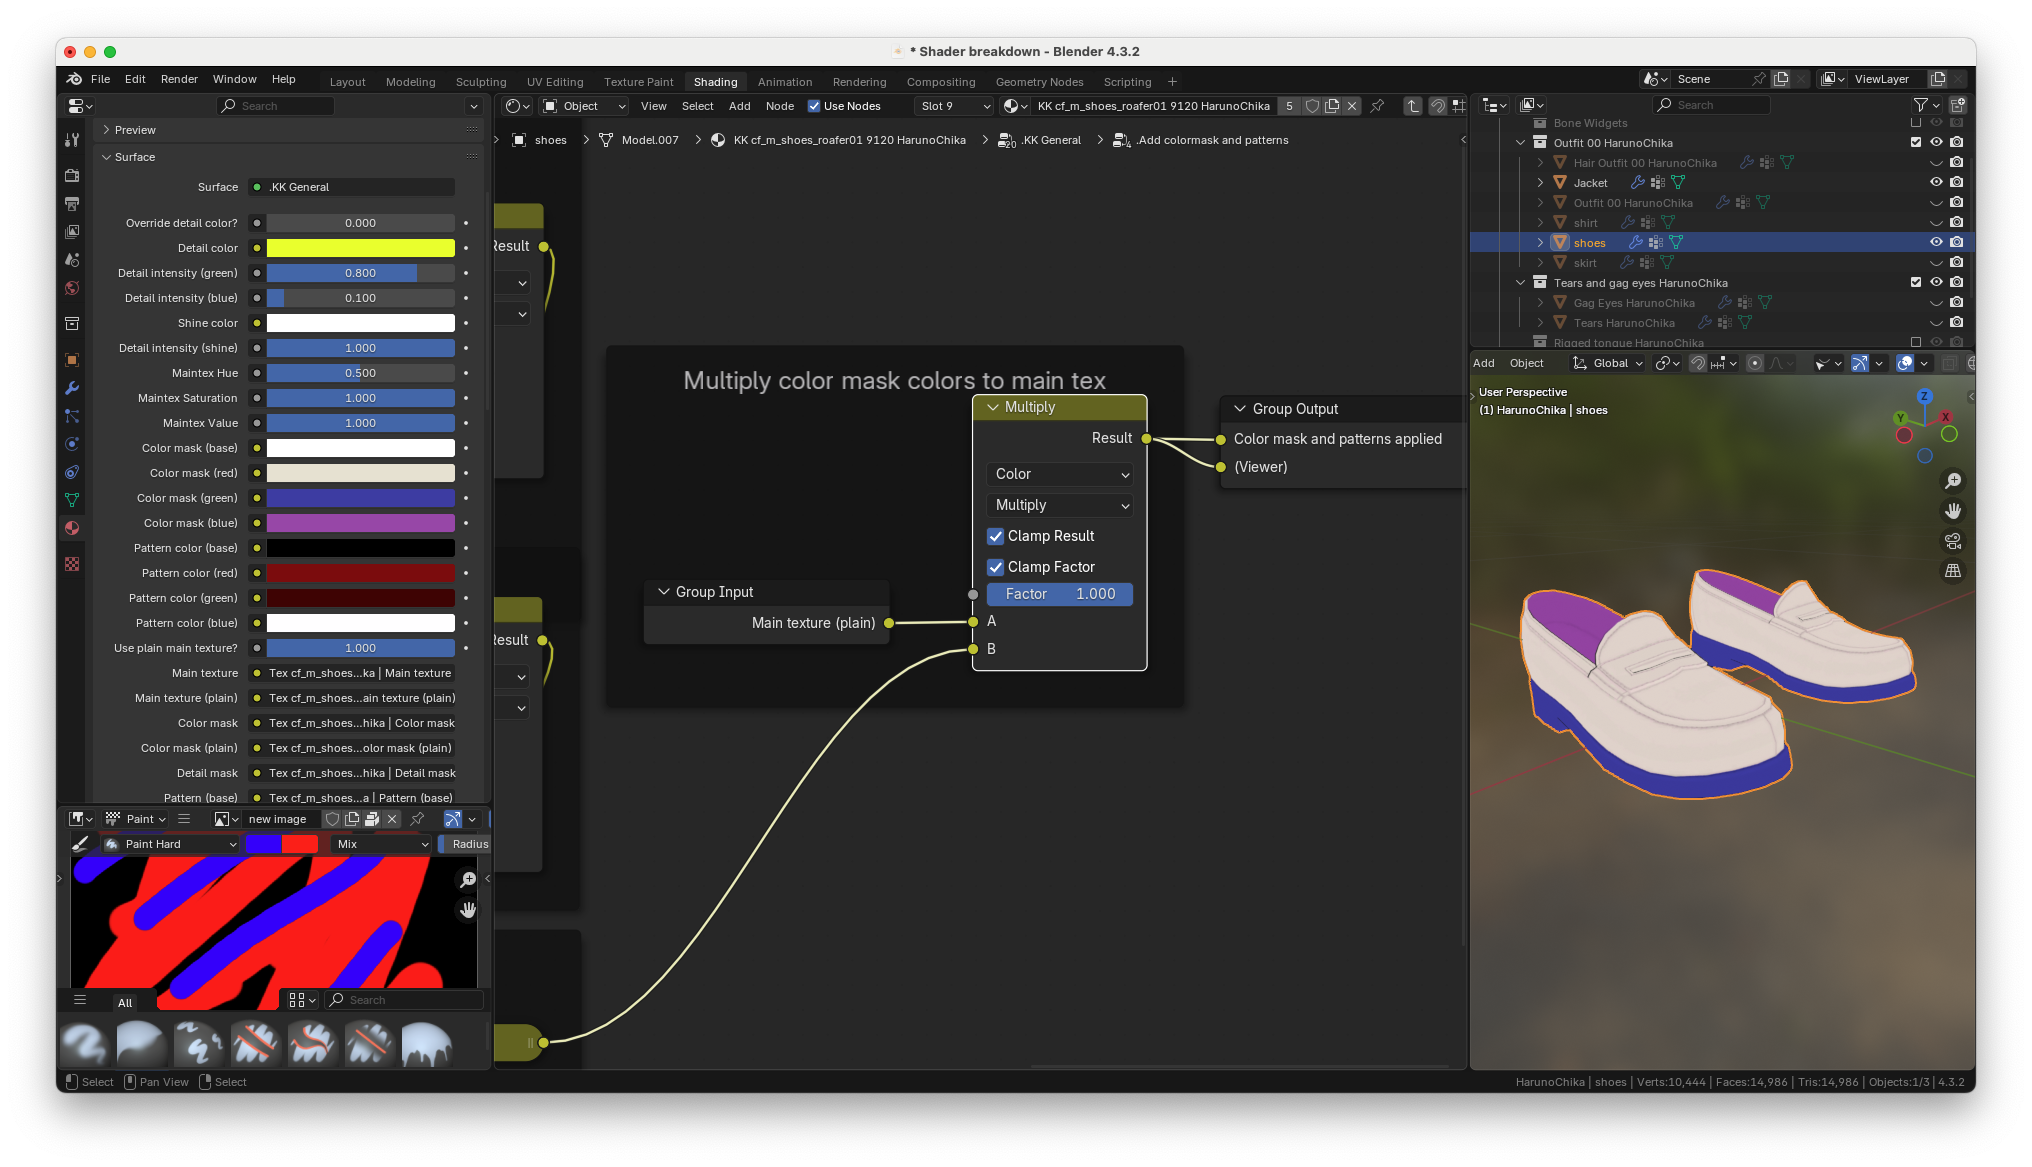 * Shader breakdown - Blender 4.3.2
File Edit Render Window Help
Layout Modeling Sculpting UV Editing Texture Paint Shading Animation Rendering Compositing Geometry Nodes Scripting +
Scene
ViewLayer
Search
Object View Select Add Node Use Nodes Slot 9 KK cf_m_shoes_roafer01 9120 HarunoChika 5
Search
Preview
Surface
Surface .KK General
Override detail color? 0.000
Detail color
Detail intensity (green) 0.800
Detail intensity (blue) 0.100
Shine color
Detail intensity (shine) 1.000
Maintex Hue 0.500
Maintex Saturation 1.000
Maintex Value 1.000
Color mask (base)
Color mask (red)
Color mask (green)
Color mask (blue)
Pattern color (base)
Pattern color (red)
Pattern color (green)
Pattern color (blue)
Use plain main texture? 1.000
Main texture Tex cf_m_shoes...ka | Main texture
Main texture (plain) Tex cf_m_shoes...ain texture (plain)
Color mask Tex cf_m_shoes...hika | Color mask
Color mask (plain) Tex cf_m_shoes...olor mask (plain)
Detail mask Tex cf_m_shoes...hika | Detail mask
Pattern (base) Tex cf_m_shoes...a | Pattern (base)
Paint new image
Paint Hard Mix Radius
All Search
shoes Model.007 KK cf_m_shoes_roafer01 9120 HarunoChika .KK General .Add colormask and patterns
20
4
Result
Result
Multiply color mask colors to main tex
Multiply
Result
Color
Multiply
Clamp Result
Clamp Factor
Factor 1.000
A
B
Group Input
Main texture (plain)
Group Output
Color mask and patterns applied
(Viewer)
Bone Widgets
Outfit 00 HarunoChika
Hair Outfit 00 HarunoChika
Jacket
Outfit 00 HarunoChika
shirt
shoes
skirt
Tears and gag eyes HarunoChika
Gag Eyes HarunoChika
Tears HarunoChika
Rigged tongue HarunoChika
Add Object Global
User Perspective
(1) HarunoChika | shoes
Z
Y
X
Select Pan View Select
HarunoChika | shoes | Verts:10,444 | Faces:14,986 | Tris:14,986 | Objects:1/3 | 4.3.2